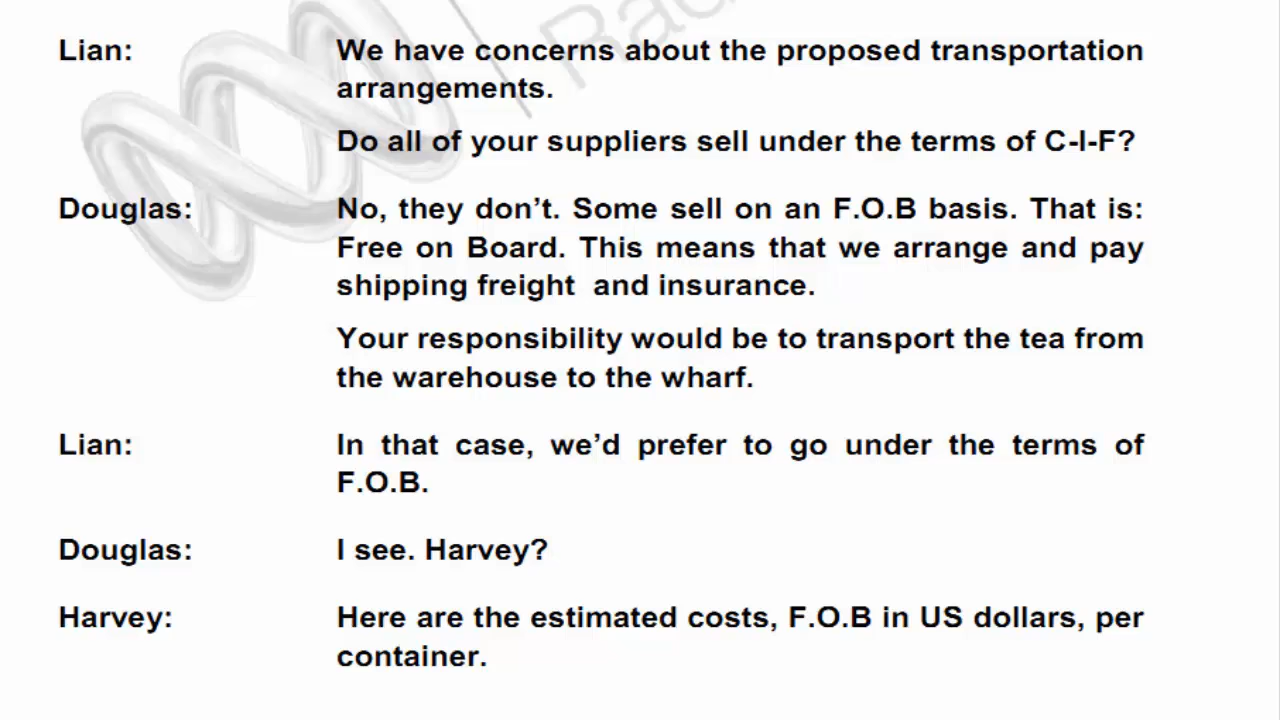 Lian: We have concerns about the proposed transportation
arrangements.
Do all of your suppliers sell under the terms of C-I-F?
Douglas: No, they don’t. Some sell on an F.O.B basis. That is:
Free on Board. This means that we arrange and pay
shipping freight  and insurance.
Your responsibility would be to transport the tea from
the warehouse to the wharf.
Lian: In that case, we’d prefer to go under the terms of
F.O.B.
Douglas: I see. Harvey?
Harvey: Here are the estimated costs, F.O.B in US dollars, per
container.